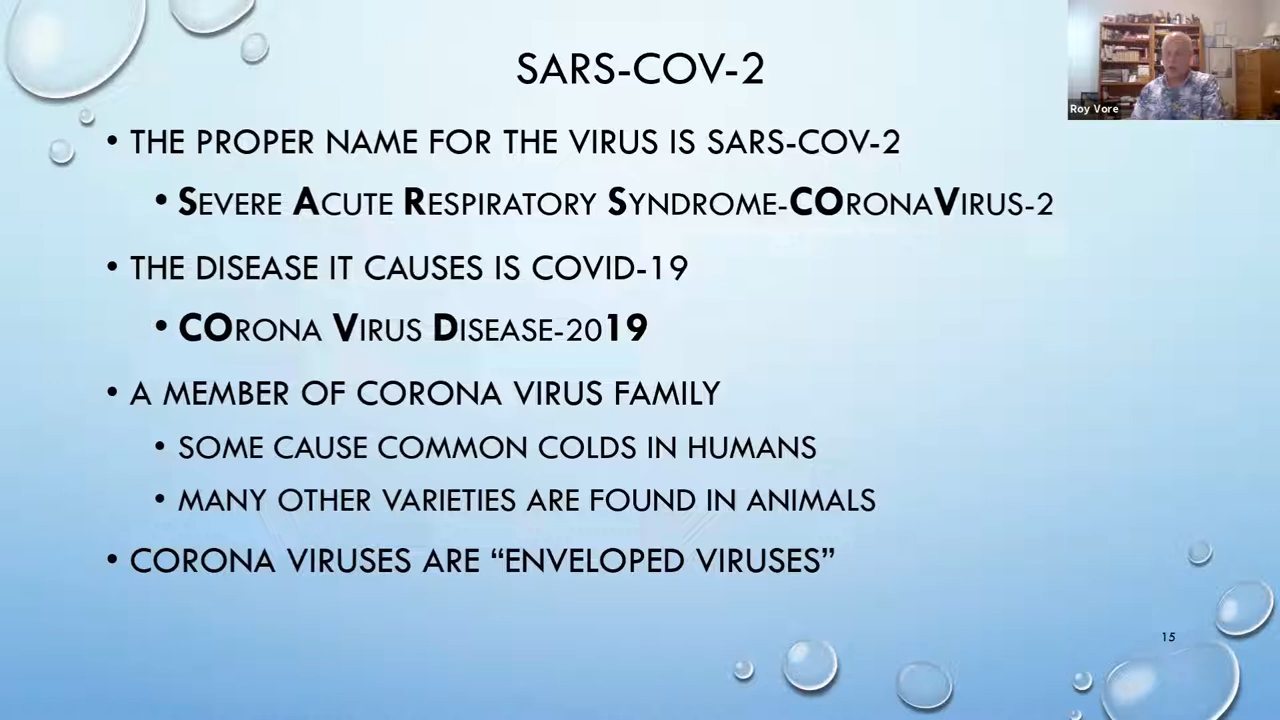 SARS-COV-2
Roy Vore
• THE PROPER NAME FOR THE VIRUS IS SARS-COV-2
• SEVERE ACUTE RESPIRATORY SYNDROME-CORONAVIRUS-2
• THE DISEASE IT CAUSES IS COVID-19
• CORONA VIRUS DISEASE-2019
• A MEMBER OF CORONA VIRUS FAMILY
• SOME CAUSE COMMON COLDS IN HUMANS
• MANY OTHER VARIETIES ARE FOUND IN ANIMALS
• CORONA VIRUSES ARE “ENVELOPED VIRUSES”
15